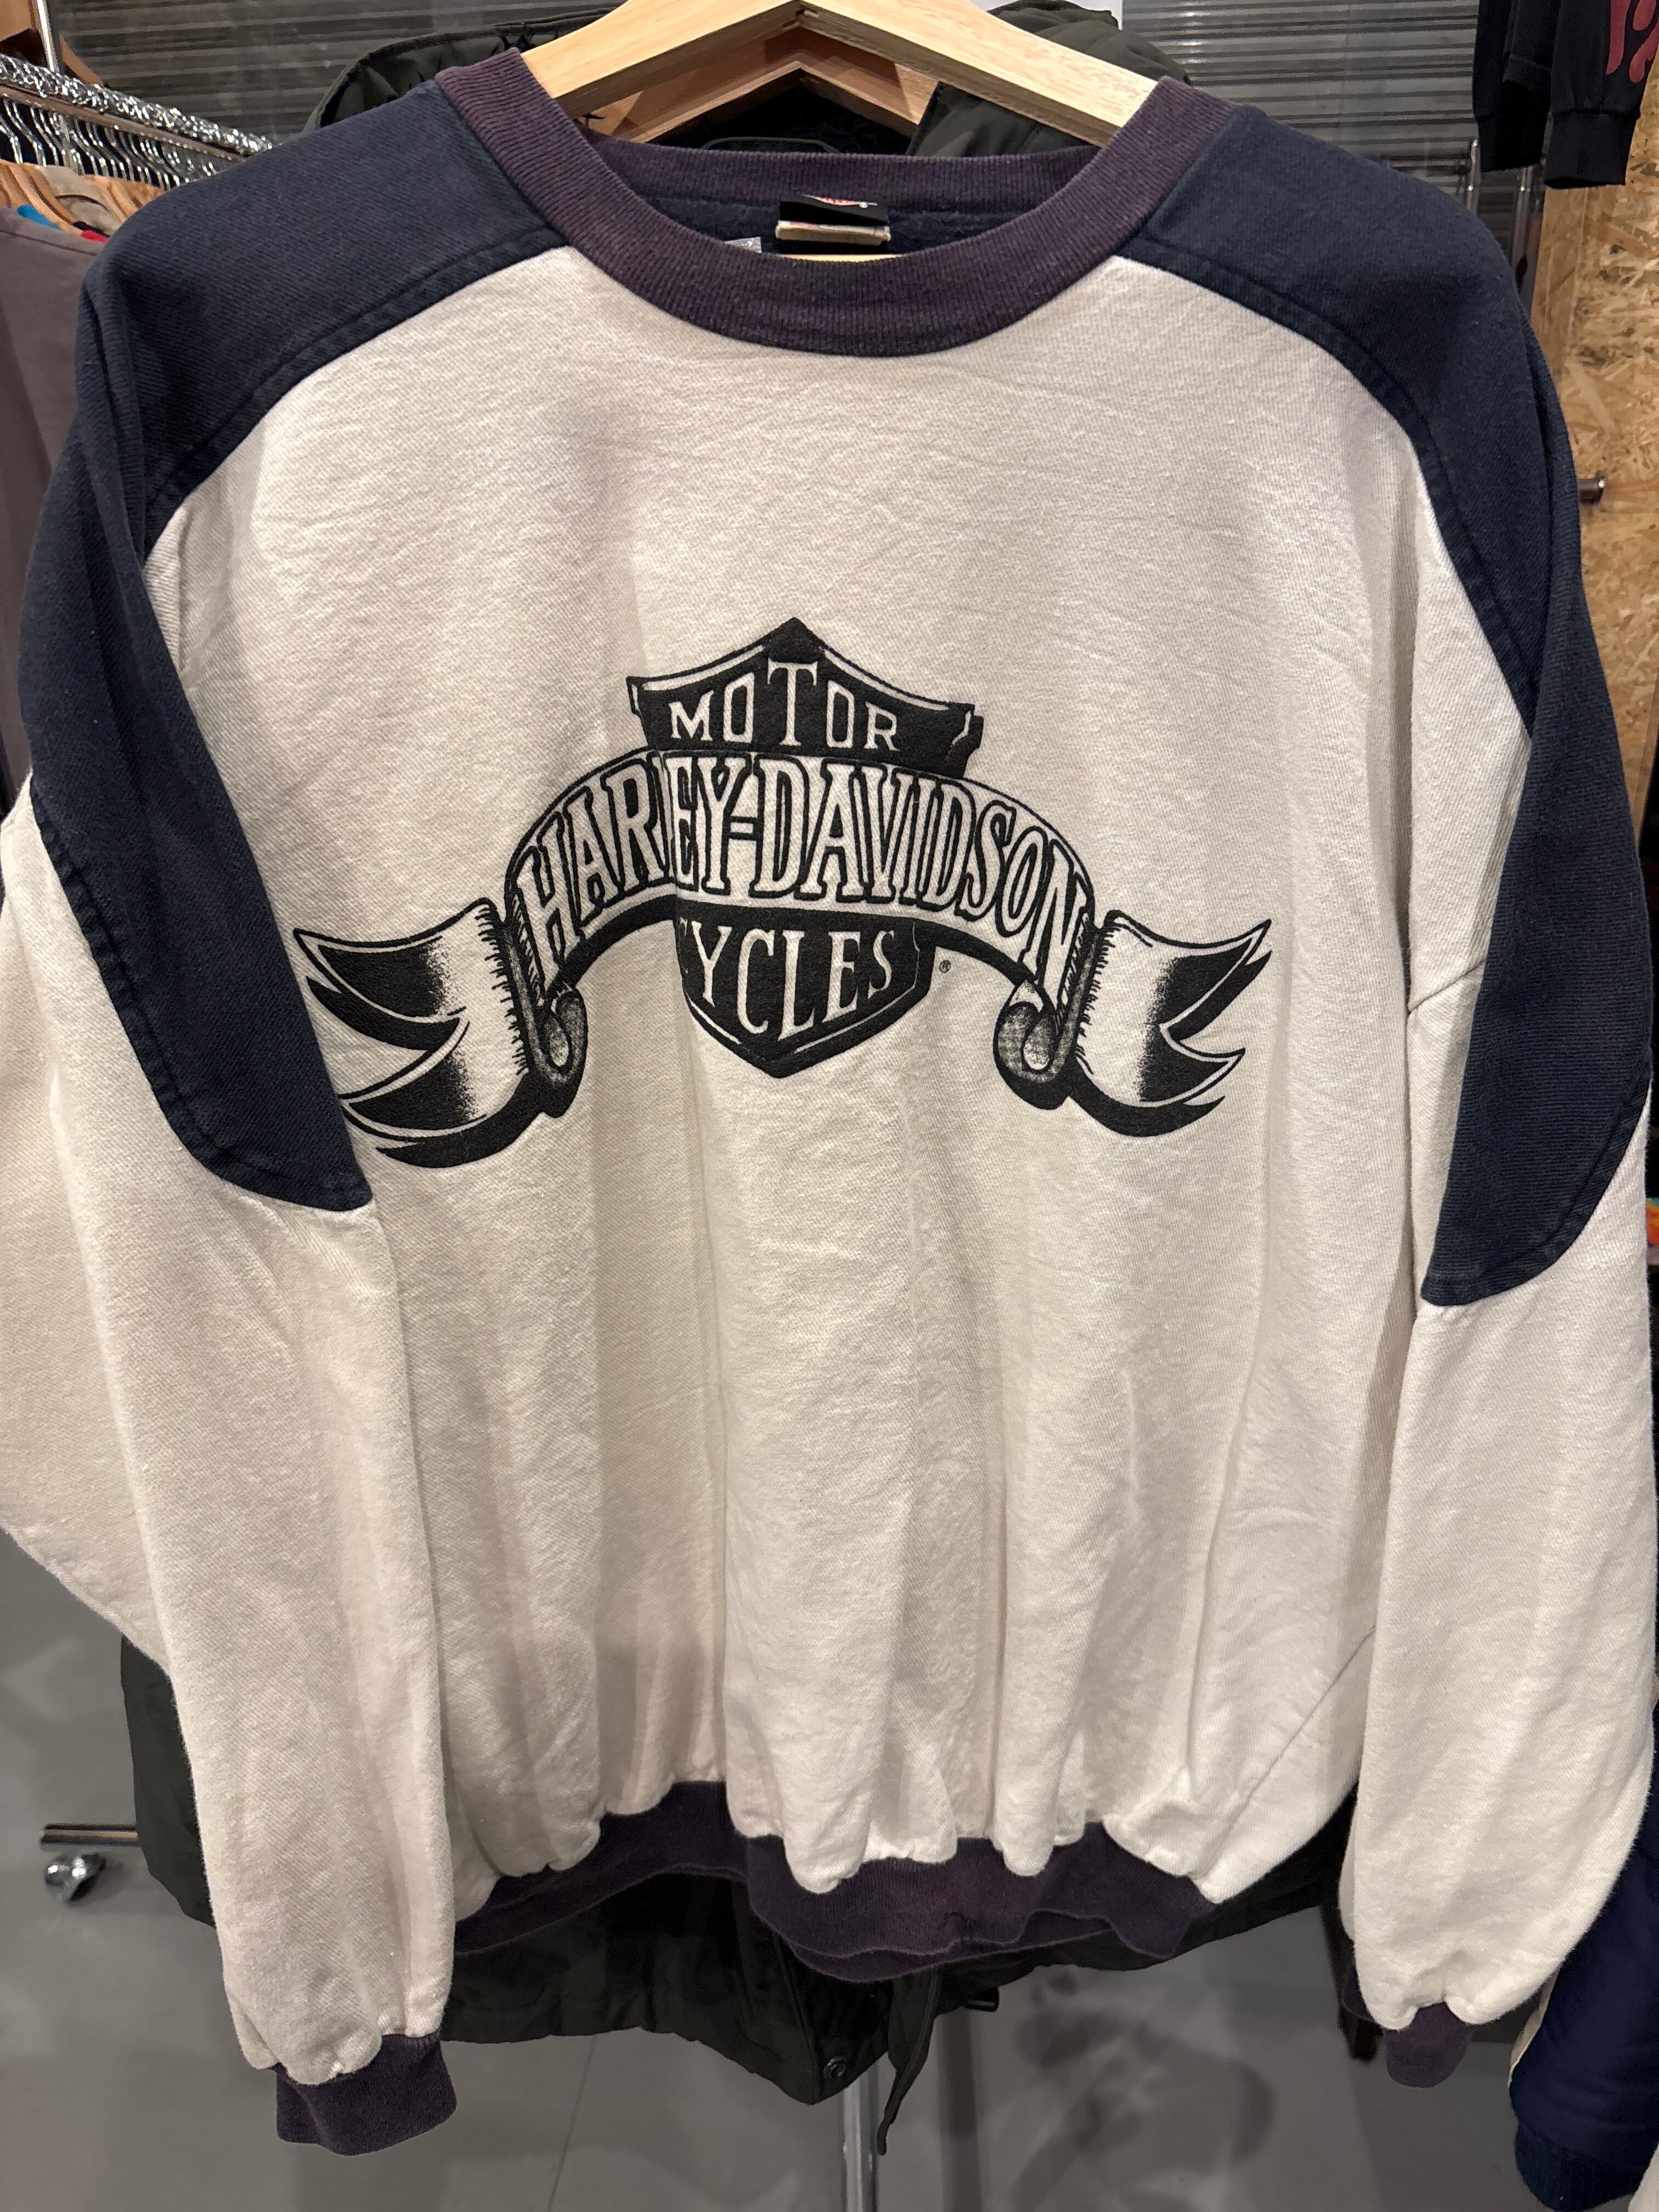 MOTOR
HARLEY-DAVIDSON
CYCLES
®